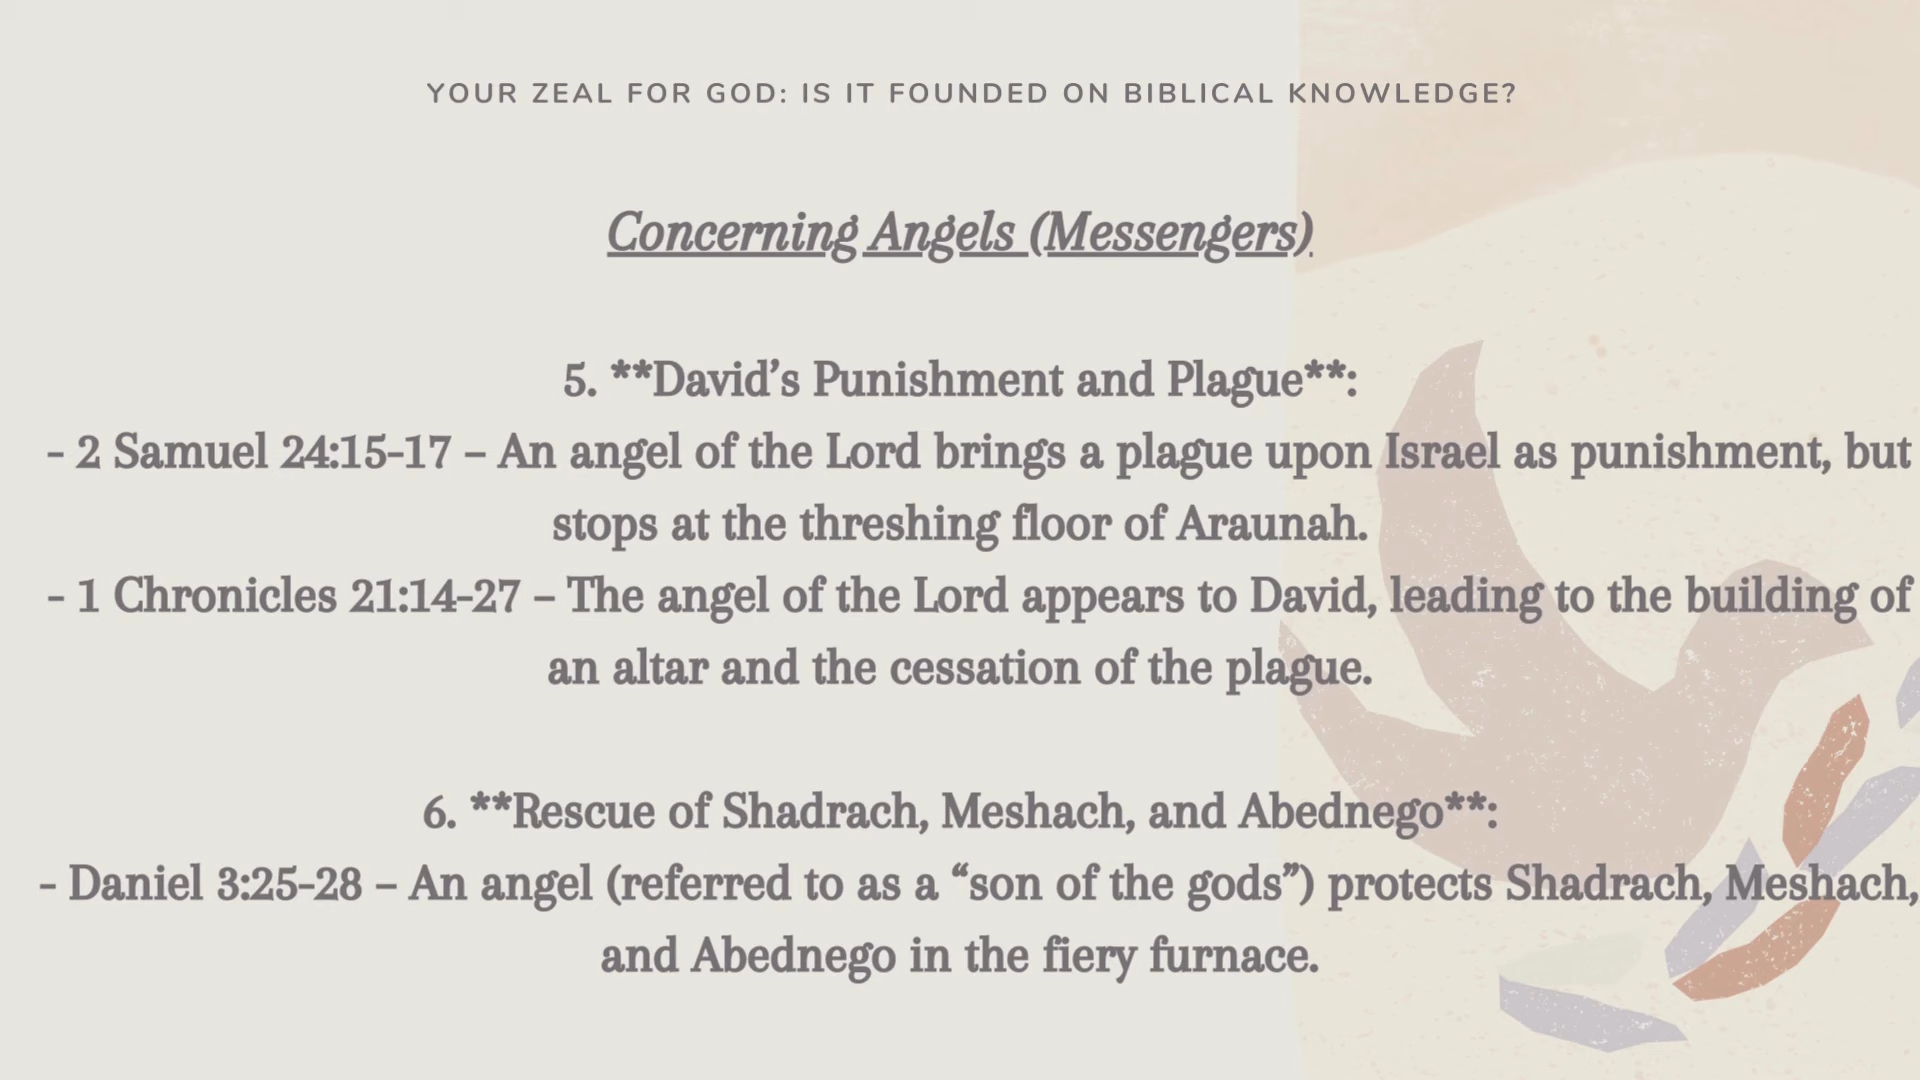 YOUR ZEAL FOR GOD: IS IT FOUNDED ON BIBLICAL KNOWLEDGE?
Concerning Angels (Messengers)
5. **David’s Punishment and Plague**:
- 2 Samuel 24:15-17 – An angel of the Lord brings a plague upon Israel as punishment, but
stops at the threshing floor of Araunah.
- 1 Chronicles 21:14-27 – The angel of the Lord appears to David, leading to the building of
an altar and the cessation of the plague.
6. **Rescue of Shadrach, Meshach, and Abednego**:
- Daniel 3:25-28 – An angel (referred to as a “son of the gods”) protects Shadrach, Meshach,
and Abednego in the fiery furnace.